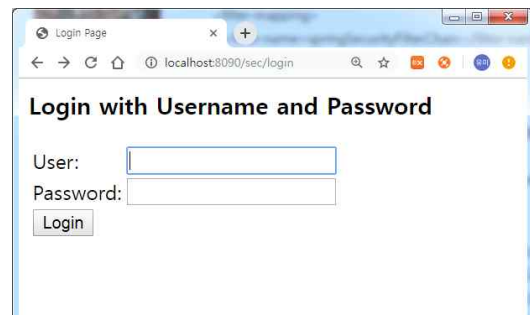 Login Page
localhost:8090/sec/login
Login with Username and Password
User:
Password:
Login